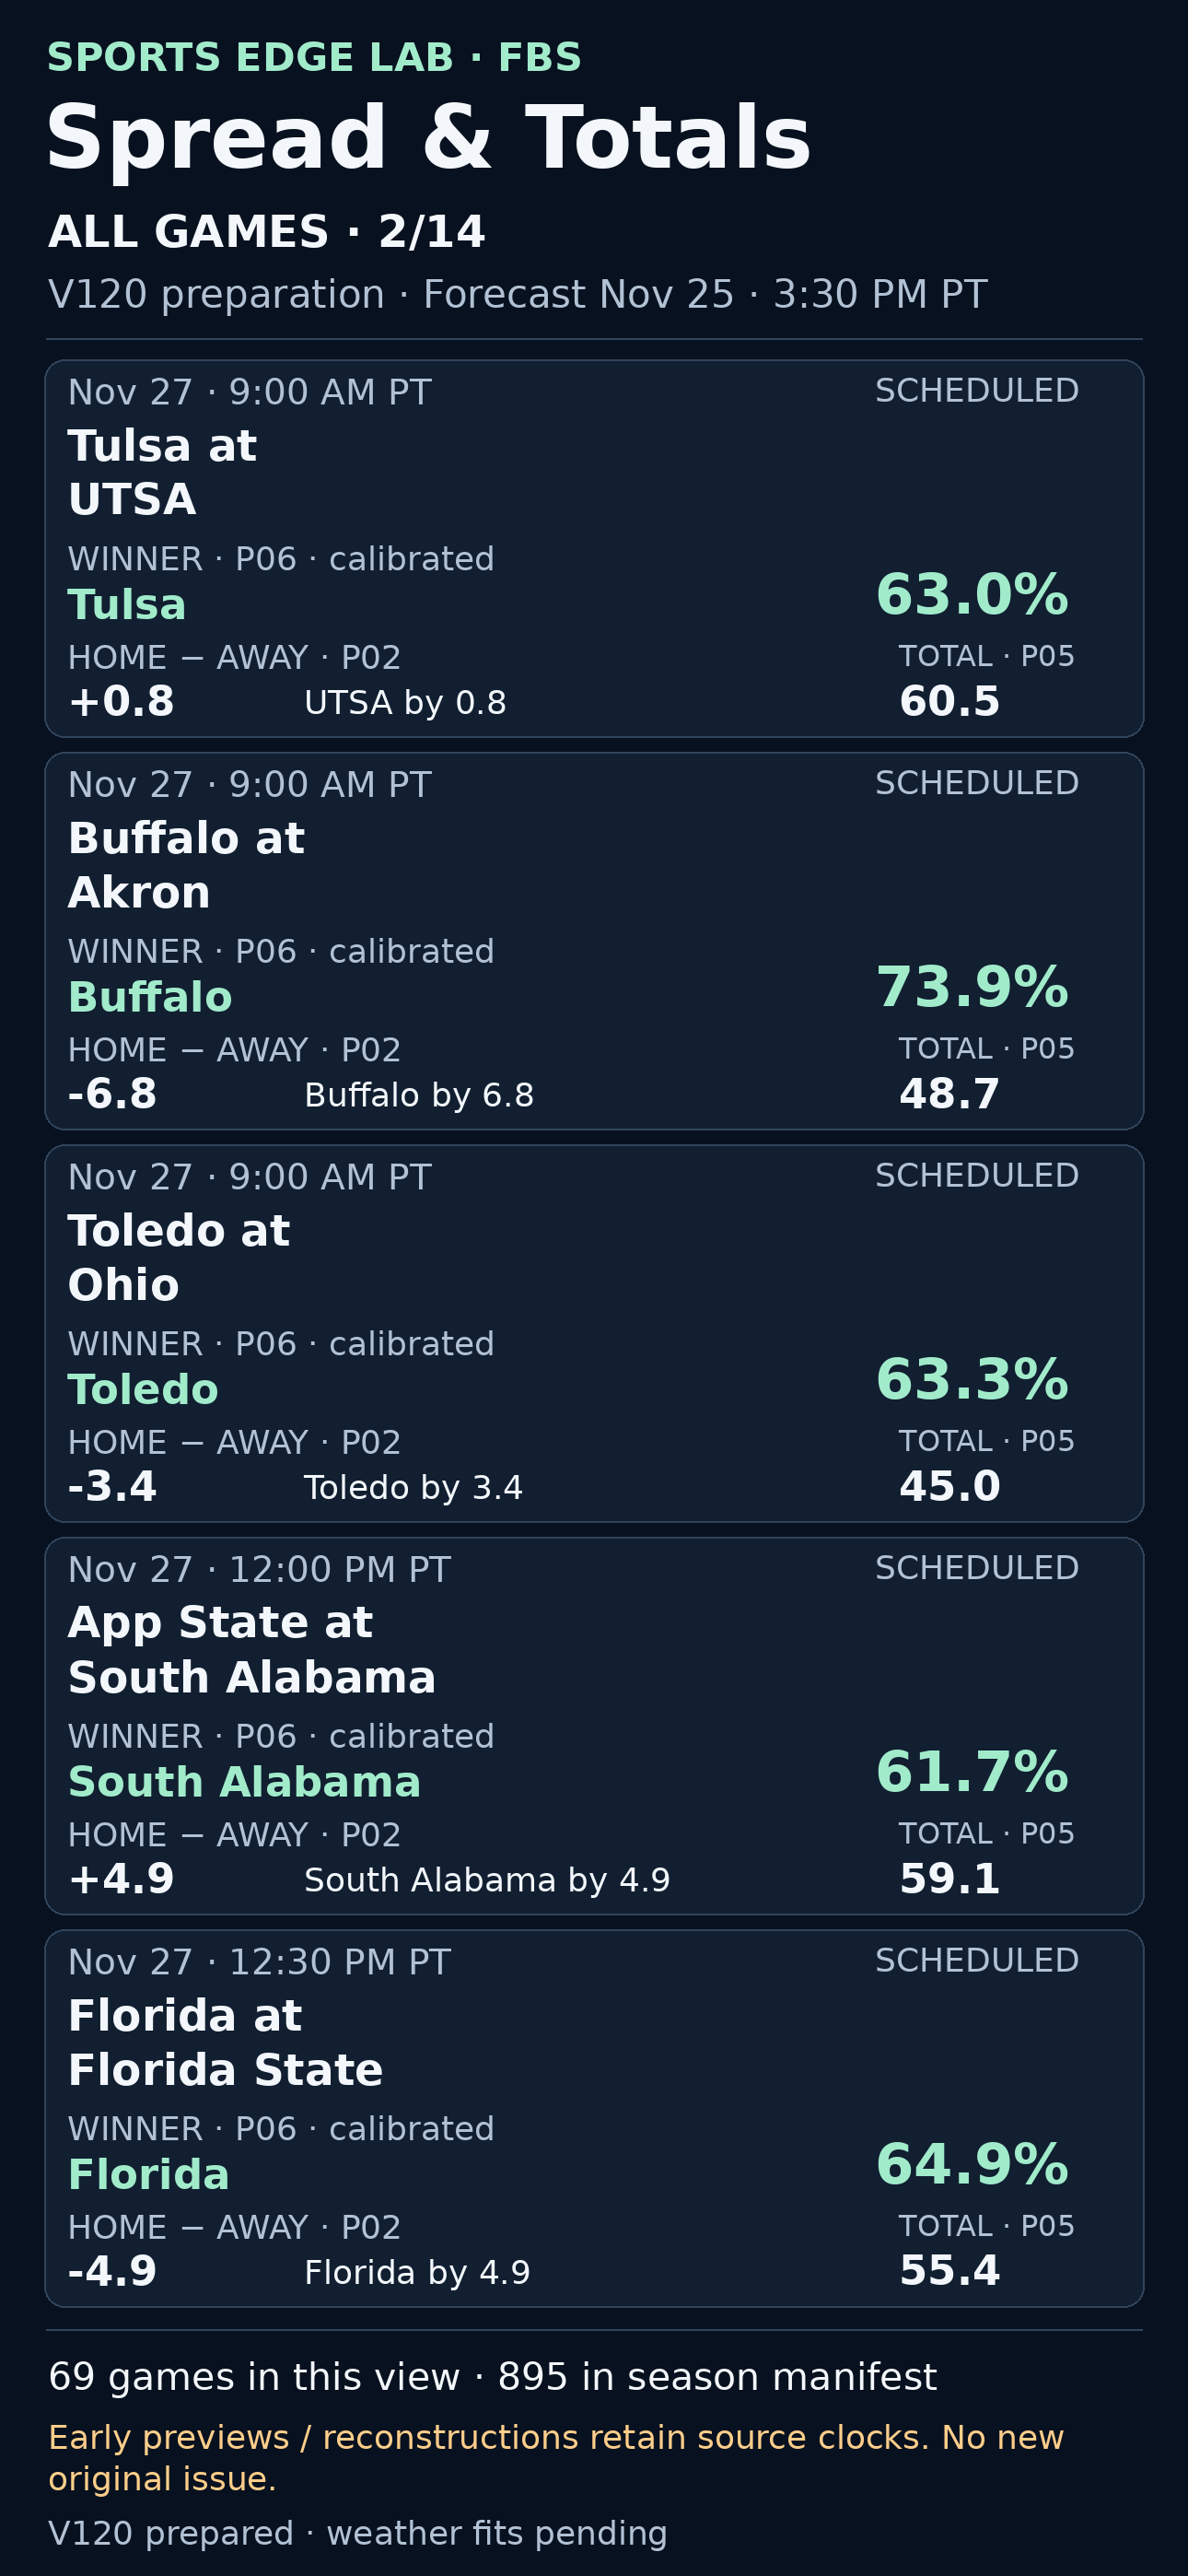 SPORTS EDGE LAB · FBS
Spread & Totals
ALL GAMES · 2/14
V120 preparation · Forecast Nov 25 · 3:30 PM PT
Nov 27 · 9:00 AM PT SCHEDULED
Tulsa at
UTSA
WINNER · P06 · calibrated
Tulsa 63.0%
HOME − AWAY · P02 TOTAL · P05
+0.8 UTSA by 0.8 60.5
Nov 27 · 9:00 AM PT SCHEDULED
Buffalo at
Akron
WINNER · P06 · calibrated
Buffalo 73.9%
HOME − AWAY · P02 TOTAL · P05
-6.8 Buffalo by 6.8 48.7
Nov 27 · 9:00 AM PT SCHEDULED
Toledo at
Ohio
WINNER · P06 · calibrated
Toledo 63.3%
HOME − AWAY · P02 TOTAL · P05
-3.4 Toledo by 3.4 45.0
Nov 27 · 12:00 PM PT SCHEDULED
App State at
South Alabama
WINNER · P06 · calibrated
South Alabama 61.7%
HOME − AWAY · P02 TOTAL · P05
+4.9 South Alabama by 4.9 59.1
Nov 27 · 12:30 PM PT SCHEDULED
Florida at
Florida State
WINNER · P06 · calibrated
Florida 64.9%
HOME − AWAY · P02 TOTAL · P05
-4.9 Florida by 4.9 55.4
69 games in this view · 895 in season manifest
Early previews / reconstructions retain source clocks. No new
original issue.
V120 prepared · weather fits pending